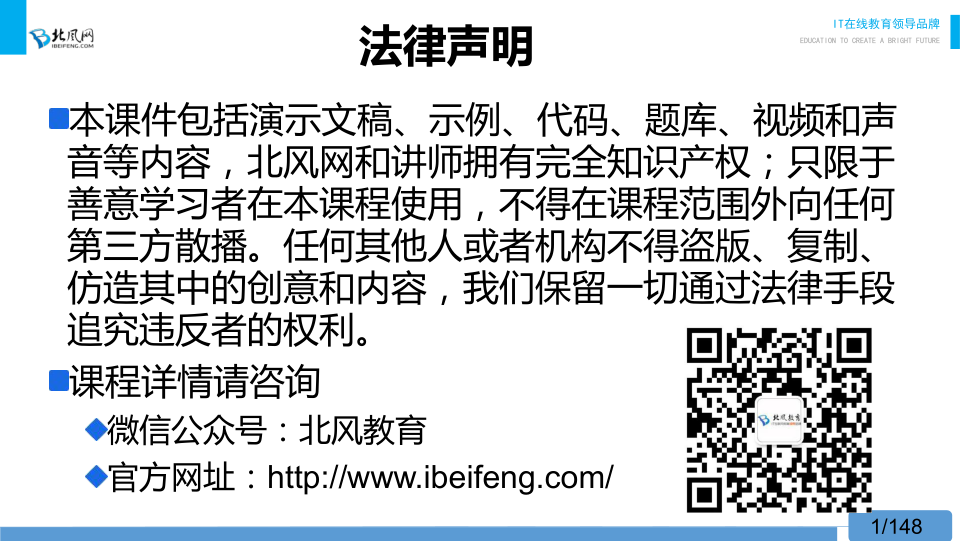 北风网
IBEIFENG.COM
法律声明
IT在线教育领导品牌
EDUCATION TO CREATE A BRIGHT FUTURE
本课件包括演示文稿、示例、代码、题库、视频和声
音等内容，北风网和讲师拥有完全知识产权；只限于
善意学习者在本课程使用，不得在课程范围外向任何
第三方散播。任何其他人或者机构不得盗版、复制、
仿造其中的创意和内容，我们保留一切通过法律手段
追究违反者的权利。
课程详情请咨询
微信公众号：北风教育
官方网址：http://www.ibeifeng.com/
北风教育
1/148